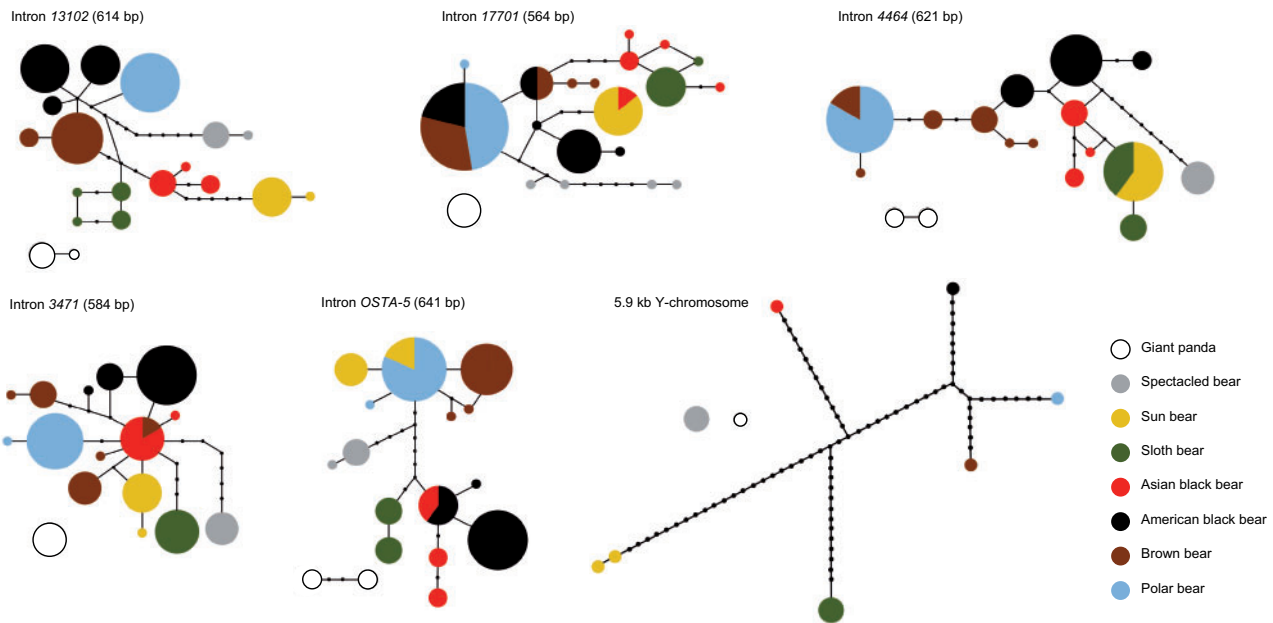 Intron 13102 (614 bp)
Intron 17701 (564 bp)
Intron 4464 (621 bp)
Intron 3471 (584 bp)
Intron OSTA-5 (641 bp)
5.9 kb Y-chromosome
Giant panda
Spectacled bear
Sun bear
Sloth bear
Asian black bear
American black bear
Brown bear
Polar bear